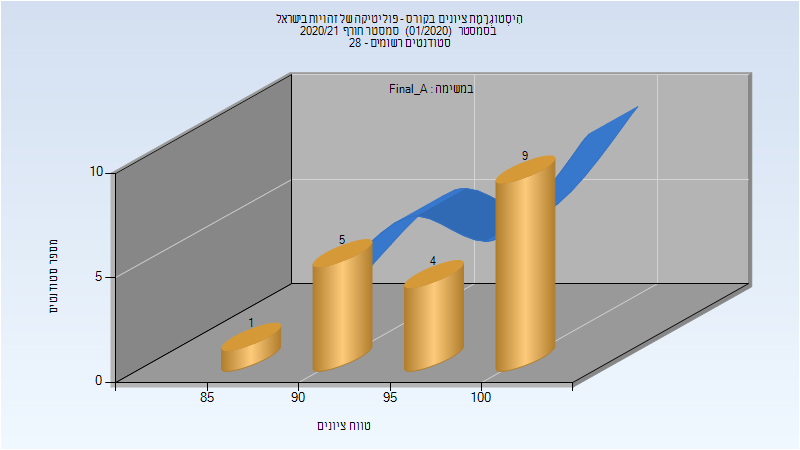 היסטוגרמת ציונים בקורס - פוליטיקה של זהויות בישראל
בסמסטר (01/2020) סמסטר חורף 2020/21
סטודנטים רשומים - 28
במשימה : Final_A
10
5
0
מספר סטודנטים
1
5
4
9
85
90
95
100
טווח ציונים